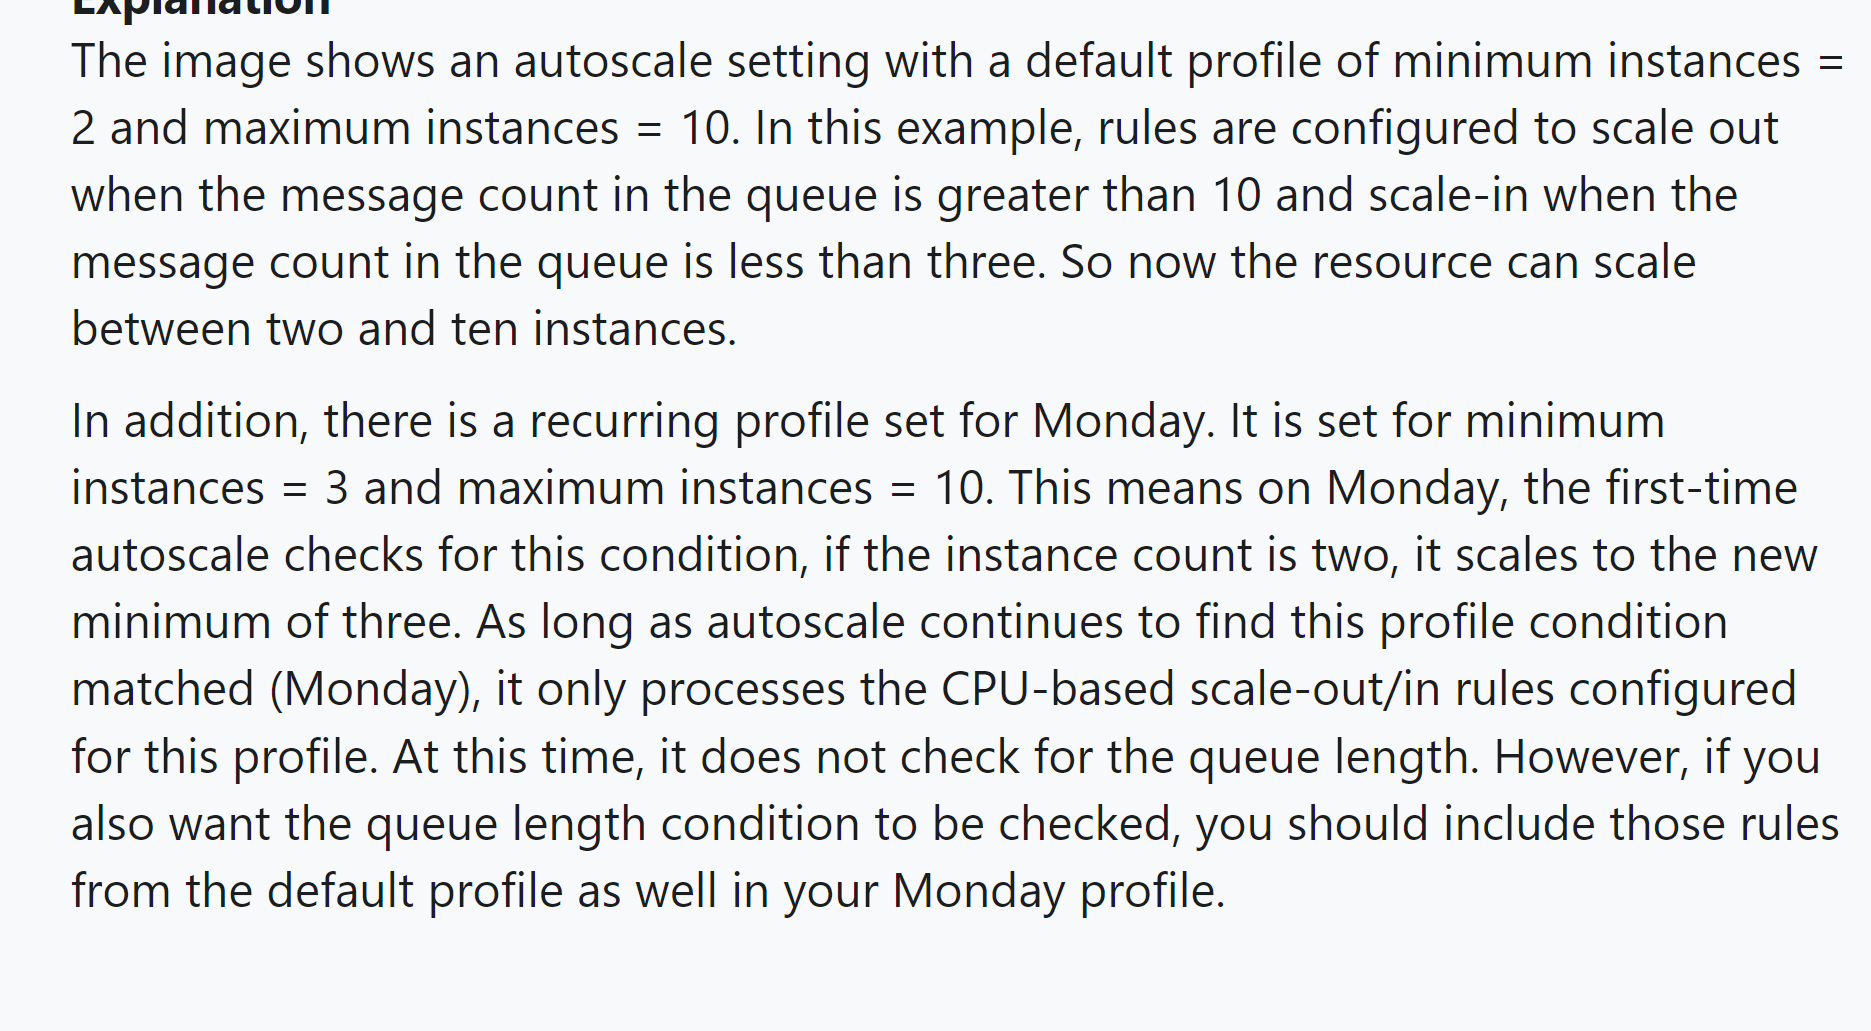 Explanation
The image shows an autoscale setting with a default profile of minimum instances =
2 and maximum instances = 10. In this example, rules are configured to scale out
when the message count in the queue is greater than 10 and scale-in when the
message count in the queue is less than three. So now the resource can scale
between two and ten instances.
In addition, there is a recurring profile set for Monday. It is set for minimum
instances = 3 and maximum instances = 10. This means on Monday, the first-time
autoscale checks for this condition, if the instance count is two, it scales to the new
minimum of three. As long as autoscale continues to find this profile condition
matched (Monday), it only processes the CPU-based scale-out/in rules configured
for this profile. At this time, it does not check for the queue length. However, if you
also want the queue length condition to be checked, you should include those rules
from the default profile as well in your Monday profile.